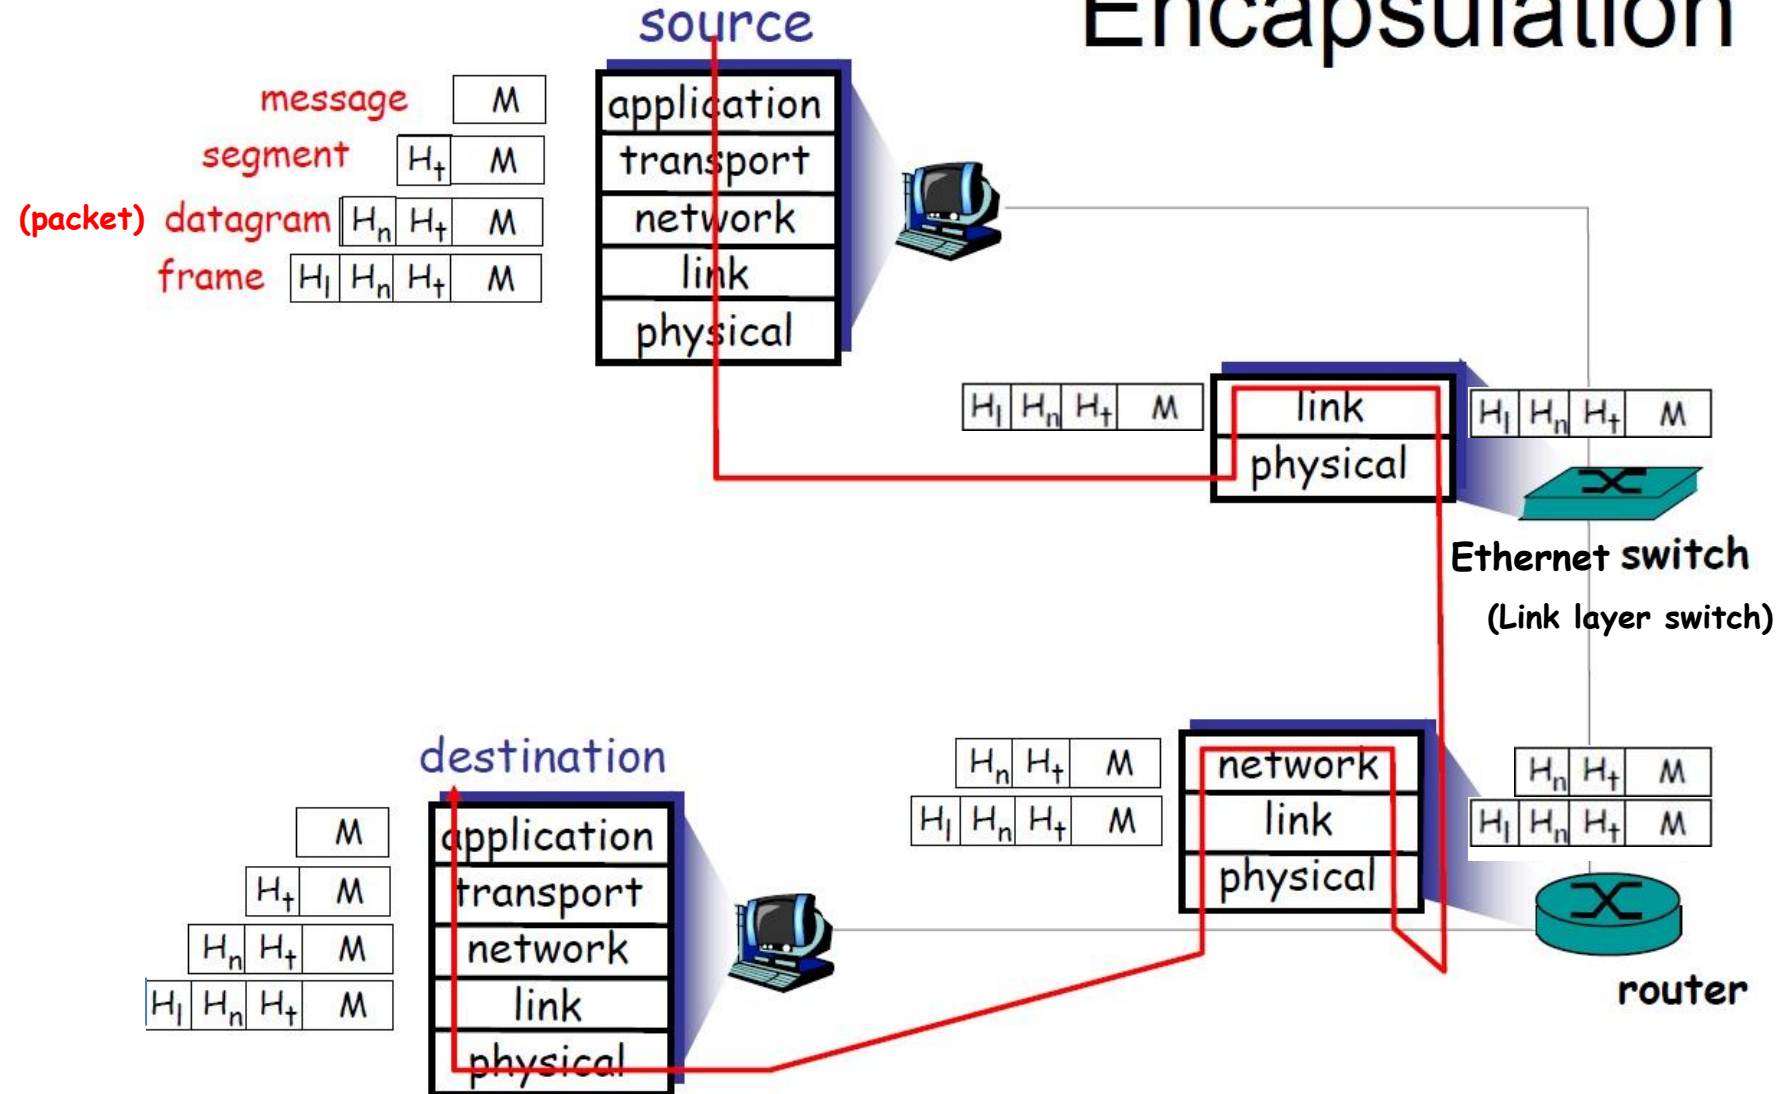 Encapsulation
source
message M
segment Ht M
(packet) datagram Hn Ht M
frame Hl Hn Ht M
application
transport
network
link
physical
Hl Hn Ht M
link
physical
Hl Hn Ht M
Ethernet switch
(Link layer switch)
destination
M
Ht M
Hn Ht M
Hl Hn Ht M
application
transport
network
link
physical
Hn Ht M
Hl Hn Ht M
network
link
physical
Hn Ht M
Hl Hn Ht M
router